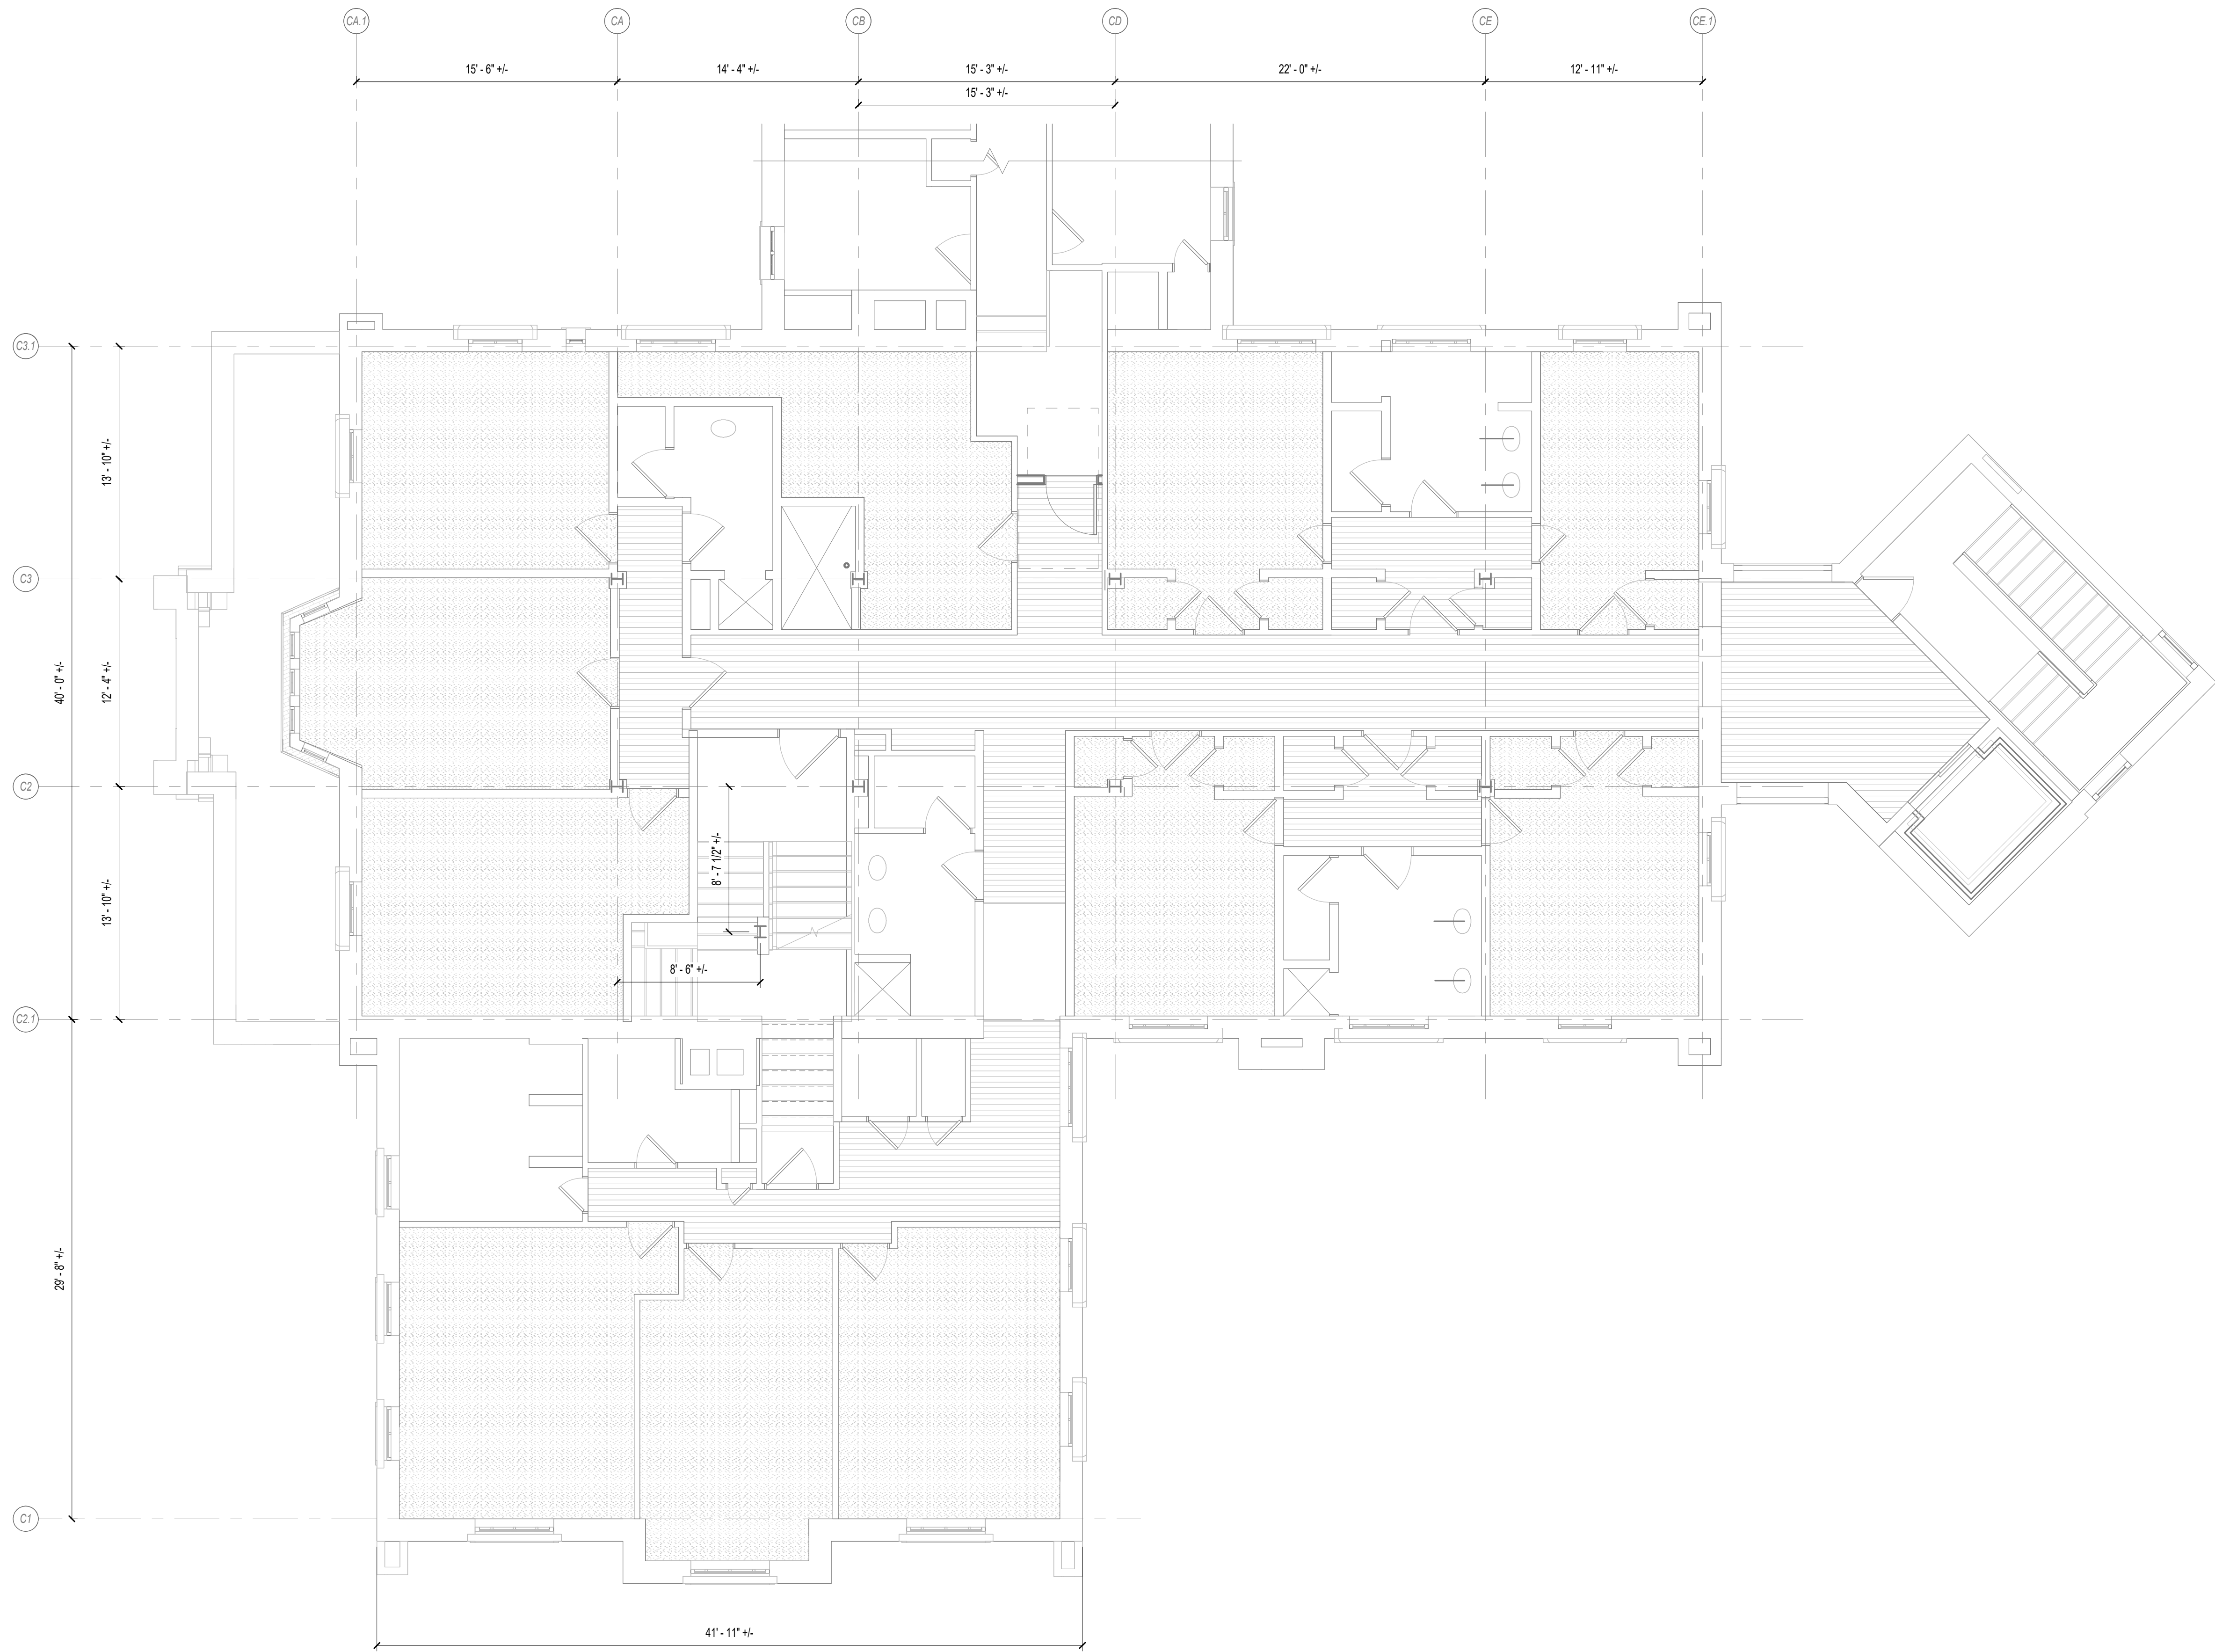 CA.1
CA
CB
CD
CE
CE.1
15' - 6" +/-
14' - 4" +/-
15' - 3" +/-
22' - 0" +/-
12' - 11" +/-
15' - 3" +/-
C3.1
13' - 10" +/-
C3
40' - 0" +/-
12' - 4" +/-
C2
8' - 7 1/2" +/-
13' - 10" +/-
8' - 6" +/-
C2.1
29' - 8" +/-
C1
41' - 11" +/-